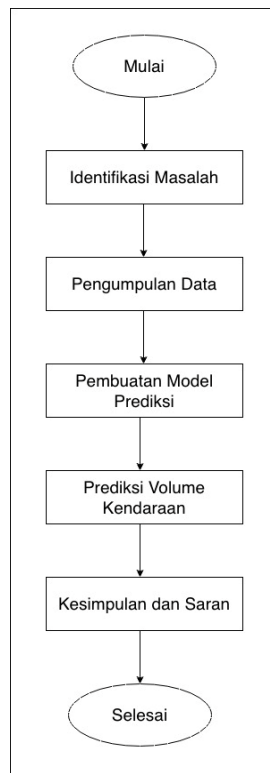 Mulai
Identifikasi Masalah
Pengumpulan Data
Pembuatan Model
Prediksi
Prediksi Volume
Kendaraan
Kesimpulan dan Saran
Selesai